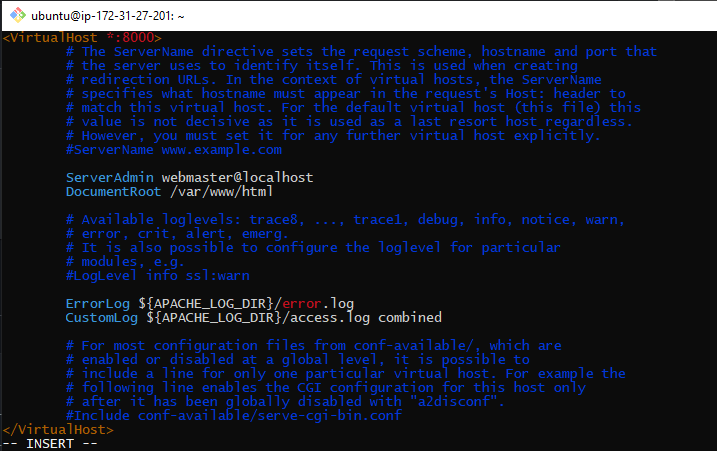 ubuntu@ip-172-31-27-201: ~
<VirtualHost *:8000>
# The ServerName directive sets the request scheme, hostname and port that
# the server uses to identify itself. This is used when creating
# redirection URLs. In the context of virtual hosts, the ServerName
# specifies what hostname must appear in the request's Host: header to
# match this virtual host. For the default virtual host (this file) this
# value is not decisive as it is used as a last resort host regardless.
# However, you must set it for any further virtual host explicitly.
#ServerName www.example.com
ServerAdmin webmaster@localhost
DocumentRoot /var/www/html
# Available loglevels: trace8, ..., trace1, debug, info, notice, warn,
# error, crit, alert, emerg.
# It is also possible to configure the loglevel for particular
# modules, e.g.
#LogLevel info ssl:warn
ErrorLog ${APACHE_LOG_DIR}/error.log
CustomLog ${APACHE_LOG_DIR}/access.log combined
# For most configuration files from conf-available/, which are
# enabled or disabled at a global level, it is possible to
# include a line for only one particular virtual host. For example the
# following line enables the CGI configuration for this host only
# after it has been globally disabled with "a2disconf".
#Include conf-available/serve-cgi-bin.conf
</VirtualHost>
-- INSERT --